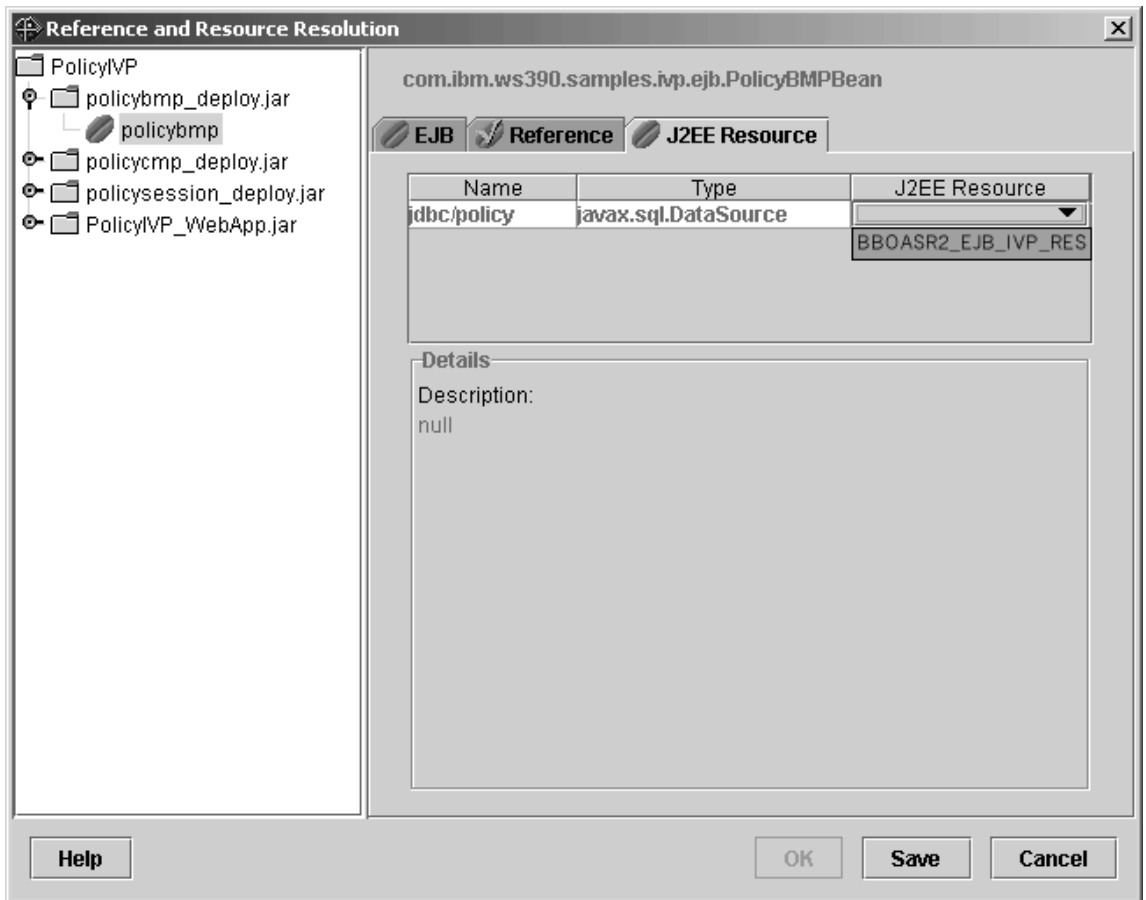 Reference and Resource Resolution
PolicyIVP
policybmp_deploy.jar
policybmp
policycmp_deploy.jar
policysession_deploy.jar
PolicyIVP_WebApp.jar
com.ibm.ws390.samples.ivp.ejb.PolicyBMPBean
EJB Reference J2EE Resource
Name Type J2EE Resource
jdbc/policy javax.sql.DataSource
BBOASR2_EJB_IVP_RES
Details
Description:
null
Help OK Save Cancel